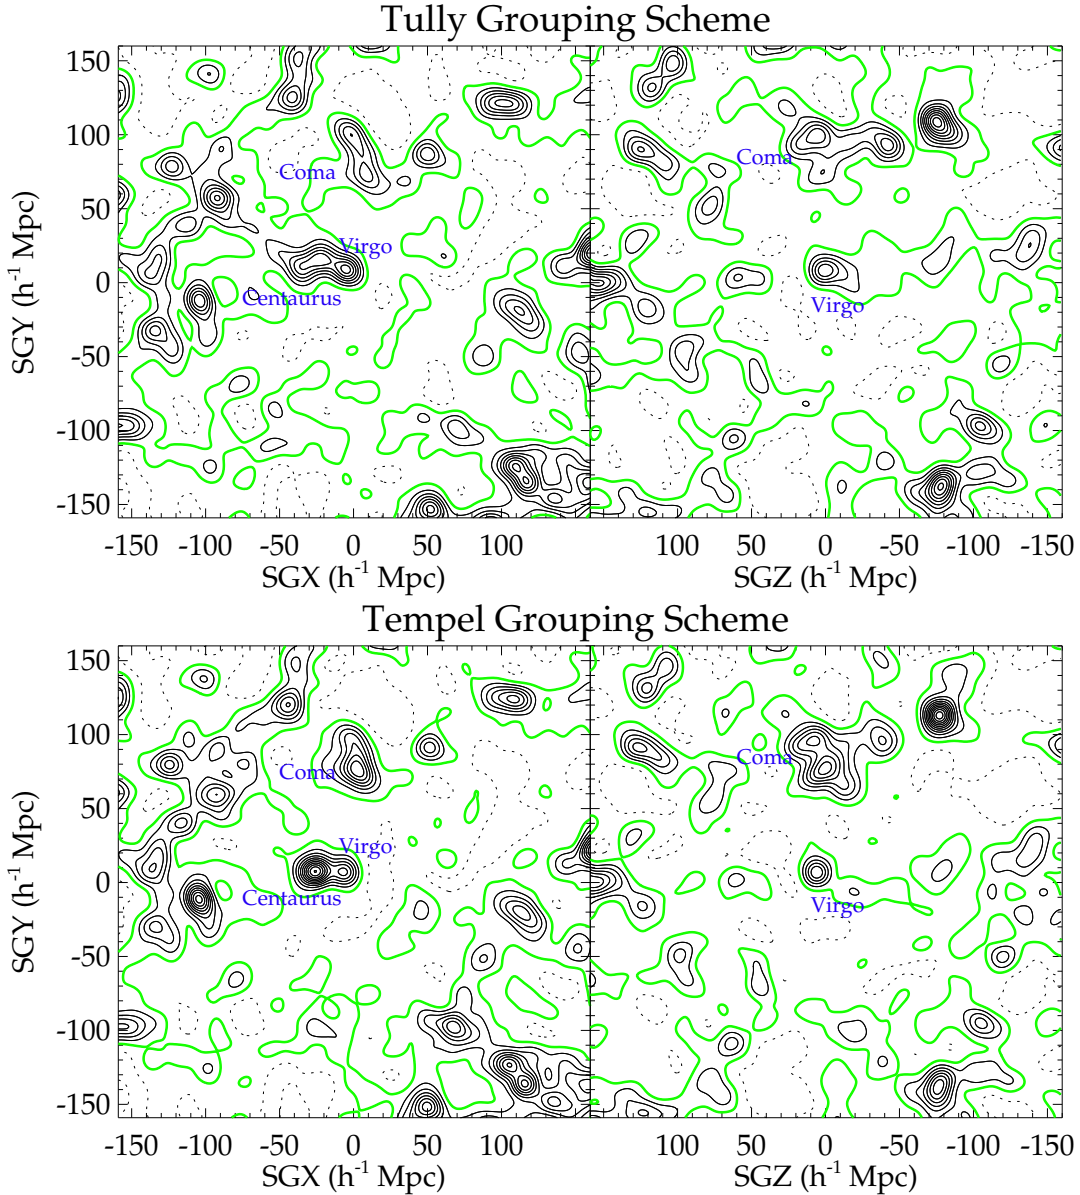 Tully Grouping Scheme
150
100
50
0
-50
-100
-150
SGY (h⁻¹ Mpc)
Coma
Virgo
Centaurus
Coma
Virgo
-150 -100 -50 0 50 100
100 50 0 -50 -100 -150
SGX (h⁻¹ Mpc)
SGZ (h⁻¹ Mpc)
Tempel Grouping Scheme
150
100
50
0
-50
-100
-150
SGY (h⁻¹ Mpc)
Coma
Virgo
Centaurus
Coma
Virgo
-150 -100 -50 0 50 100
100 50 0 -50 -100 -150
SGX (h⁻¹ Mpc)
SGZ (h⁻¹ Mpc)